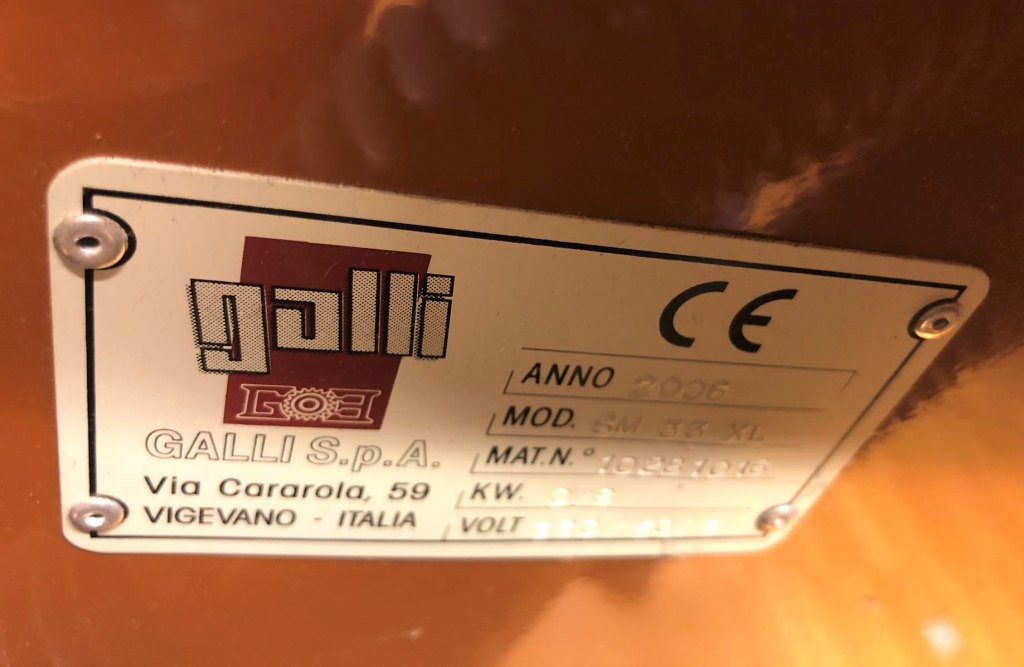 galli
GALLI S.p.A.
Via Cararola, 59
VIGEVANO - ITALIA
CE
ANNO 2006
MOD. SM 33 XL
MAT.N.°
KW.
VOLT